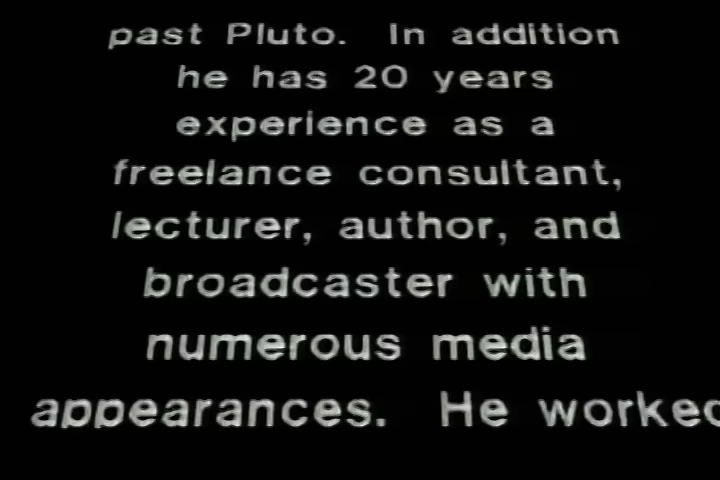 past Pluto. In addition
he has 20 years
experience as a
freelance consultant,
lecturer, author, and
broadcaster with
numerous media
appearances. He worked